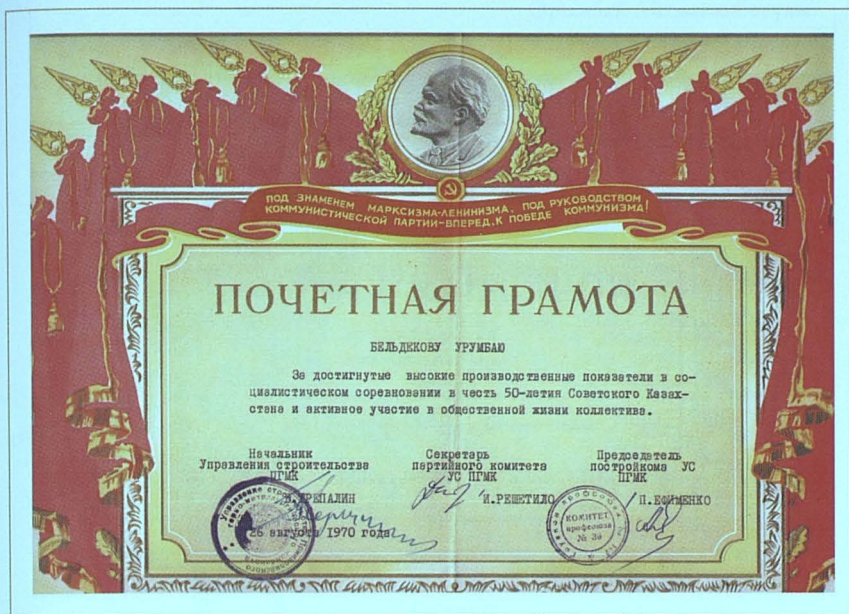 ПОД ЗНАМЕНЕМ МАРКСИЗМА-ЛЕНИНИЗМА, ПОД РУКОВОДСТВОМ
КОММУНИСТИЧЕСКОЙ ПАРТИИ-ВПЕРЕД, К ПОБЕДЕ КОММУНИЗМА!
ПОЧЕТНАЯ ГРАМОТА
БЕЛЬДЕКОВУ УРУМБАЮ
За достигнутые высокие производственные показатели в со-
циалистическом соревновании в честь 50-летия Советского Казах-
стана и активное участие в общественной жизни коллектива.
Начальник
Управления строительства
ПГМК
Секретарь
партийного комитета
УС ПГМК
И.РЕШЕТИЛО
Председатель
постройкома УС
ПГМК
П.ЕФИМЕНКО
26 августа 1970 года
Управление
КОМИТЕТ
профсоюза